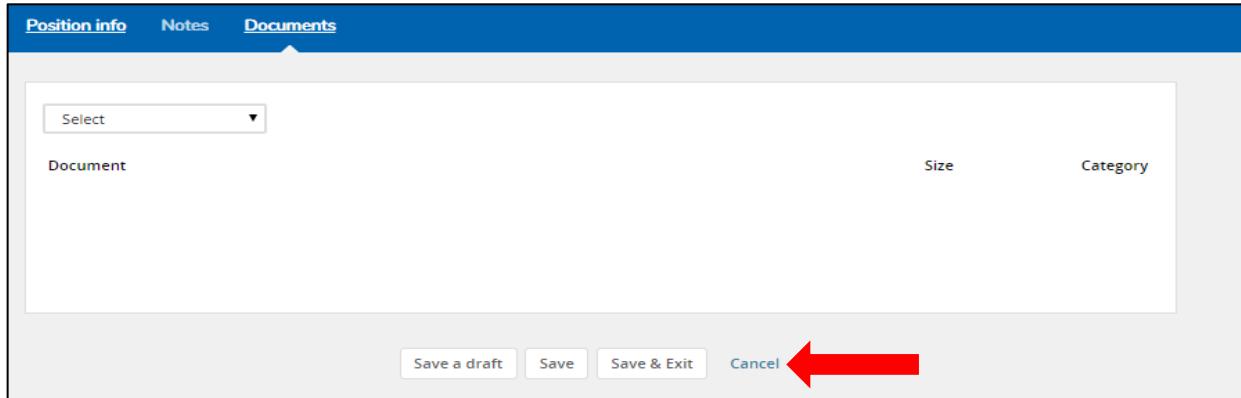 Position info Notes Documents
Select
Document Size Category
Save a draft Save Save & Exit Cancel